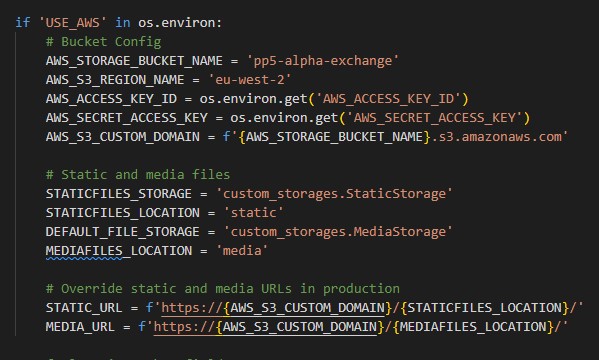 if 'USE_AWS' in os.environ:
# Bucket Config
AWS_STORAGE_BUCKET_NAME = 'pp5-alpha-exchange'
AWS_S3_REGION_NAME = 'eu-west-2'
AWS_ACCESS_KEY_ID = os.environ.get('AWS_ACCESS_KEY_ID')
AWS_SECRET_ACCESS_KEY = os.environ.get('AWS_SECRET_ACCESS_KEY')
AWS_S3_CUSTOM_DOMAIN = f'{AWS_STORAGE_BUCKET_NAME}.s3.amazonaws.com'
# Static and media files
STATICFILES_STORAGE = 'custom_storages.StaticStorage'
STATICFILES_LOCATION = 'static'
DEFAULT_FILE_STORAGE = 'custom_storages.MediaStorage'
MEDIAFILES_LOCATION = 'media'
# Override static and media URLs in production
STATIC_URL = f'https://{AWS_S3_CUSTOM_DOMAIN}/{STATICFILES_LOCATION}/'
MEDIA_URL = f'https://{AWS_S3_CUSTOM_DOMAIN}/{MEDIAFILES_LOCATION}/'